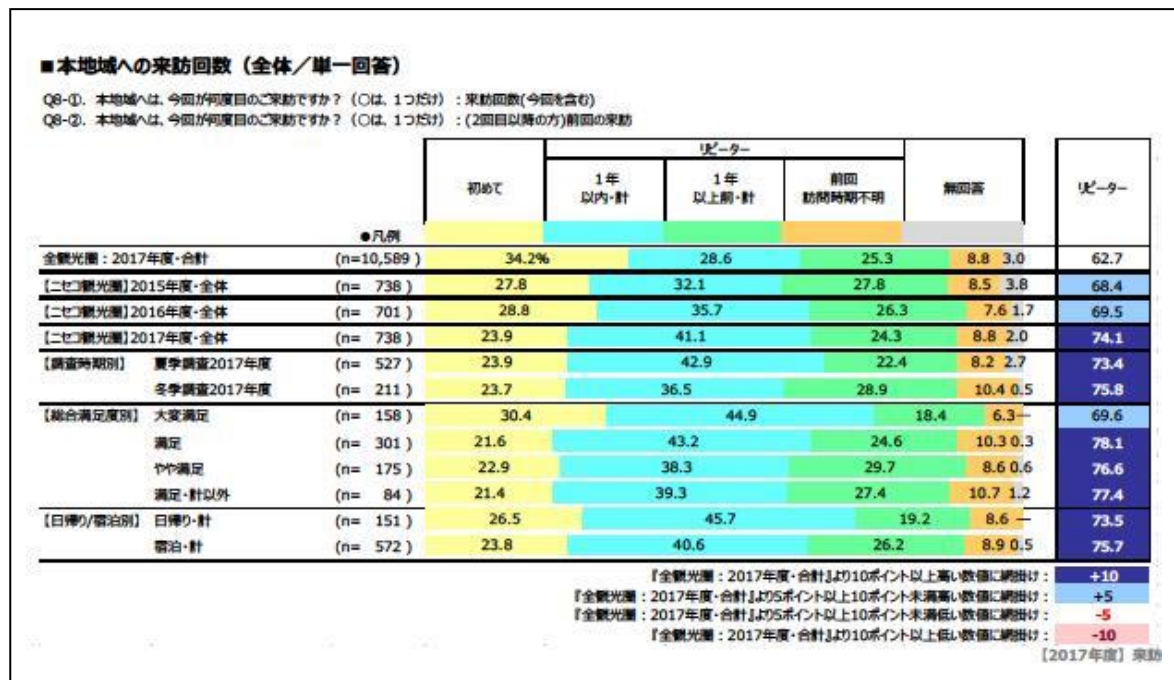 ■本地域への来訪回数（全体／単一回答）
Q8-①．本地域へは、今回が何度目のご来訪ですか？（○は、1つだけ）：来訪回数(今回を含む)
Q8-②．本地域へは、今回が何度目のご来訪ですか？（○は、1つだけ）：(2回目以降の方)前回の来訪
リピーター
初めて 1年以内・計 1年以上前・計 前回訪問時期不明 無回答 リピーター
●凡例
全観光圏：2017年度・合計 (n=10,589 ) 34.2% 28.6 25.3 8.8 3.0 62.7
【ニセコ観光圏】2015年度・全体 (n= 738 ) 27.8 32.1 27.8 8.5 3.8 68.4
【ニセコ観光圏】2016年度・全体 (n= 701 ) 28.8 35.7 26.3 7.6 1.7 69.5
【ニセコ観光圏】2017年度・全体 (n= 738 ) 23.9 41.1 24.3 8.8 2.0 74.1
【調査時期別】 夏季調査2017年度 (n= 527 ) 23.9 42.9 22.4 8.2 2.7 73.4
冬季調査2017年度 (n= 211 ) 23.7 36.5 28.9 10.4 0.5 75.8
【総合満足度別】 大変満足 (n= 158 ) 30.4 44.9 18.4 6.3 — 69.6
満足 (n= 301 ) 21.6 43.2 24.6 10.3 0.3 78.1
やや満足 (n= 175 ) 22.9 38.3 29.7 8.6 0.6 76.6
満足・計以外 (n= 84 ) 21.4 39.3 27.4 10.7 1.2 77.4
【日帰り/宿泊別】 日帰り・計 (n= 151 ) 26.5 45.7 19.2 8.6 — 73.5
宿泊・計 (n= 572 ) 23.8 40.6 26.2 8.9 0.5 75.7
『全観光圏：2017年度・合計』より10ポイント以上高い数値に網掛け： +10
『全観光圏：2017年度・合計』より5ポイント以上10ポイント未満高い数値に網掛け： +5
『全観光圏：2017年度・合計』より5ポイント以上10ポイント未満低い数値に網掛け： -5
『全観光圏：2017年度・合計』より10ポイント以上低い数値に網掛け： -10
【2017年度】来訪